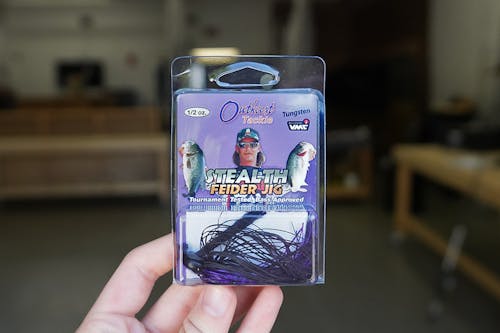 1/2 oz.
Outkast
Tackle
Tungsten
VMC
STEALTH
FEIDER JIG
Tournament Tested, Bass Approved